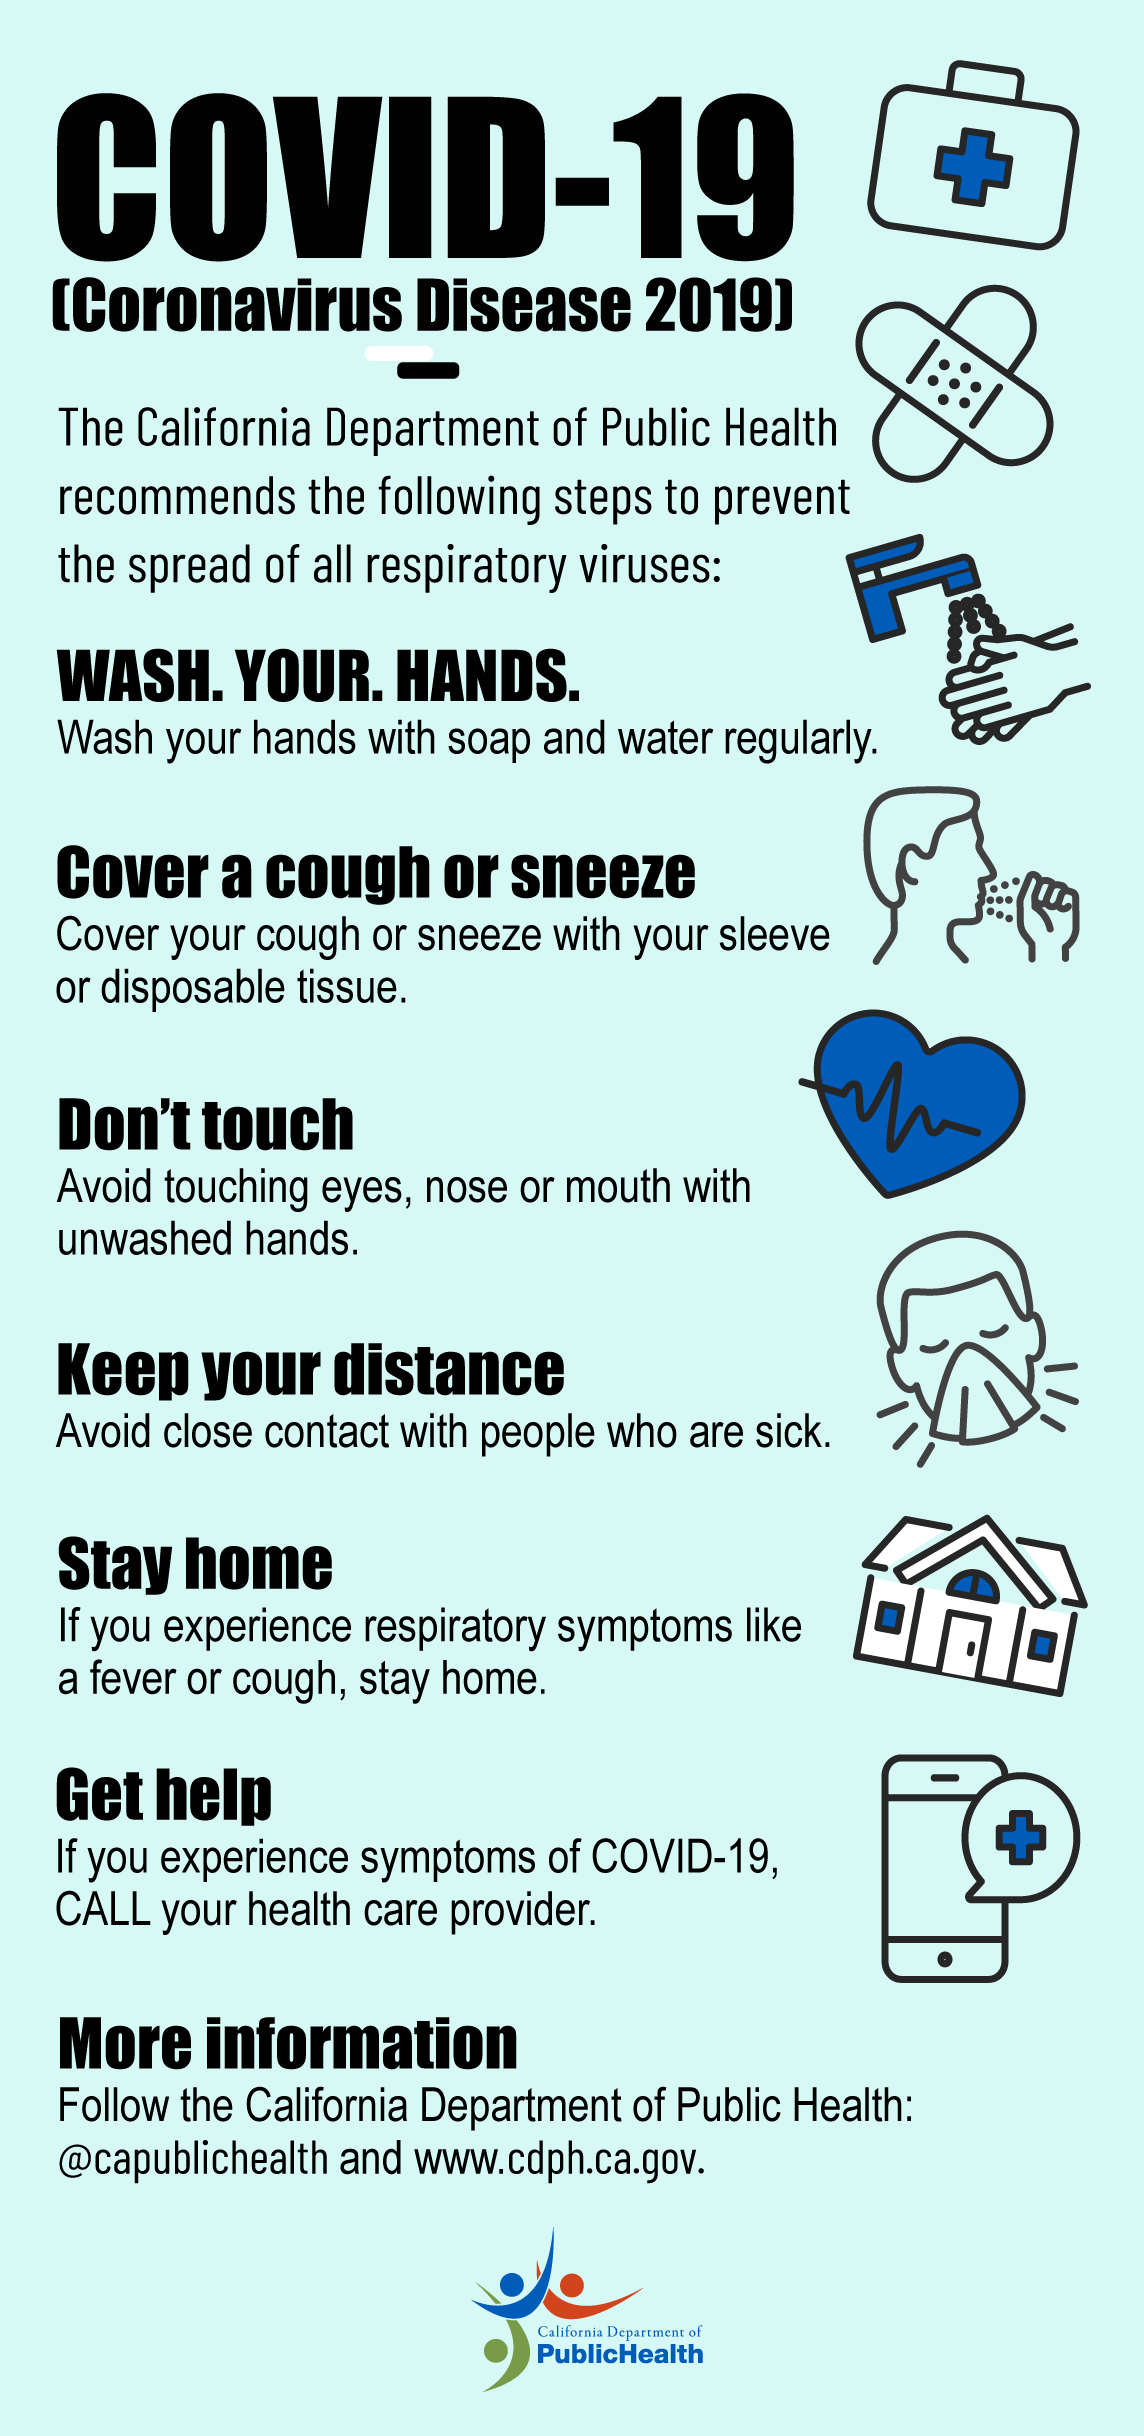 COVID-19
(Coronavirus Disease 2019)
The California Department of Public Health
recommends the following steps to prevent
the spread of all respiratory viruses:
WASH. YOUR. HANDS.
Wash your hands with soap and water regularly.
Cover a cough or sneeze
Cover your cough or sneeze with your sleeve
or disposable tissue.
Don’t touch
Avoid touching eyes, nose or mouth with
unwashed hands.
Keep your distance
Avoid close contact with people who are sick.
Stay home
If you experience respiratory symptoms like
a fever or cough, stay home.
Get help
If you experience symptoms of COVID-19,
CALL your health care provider.
More information
Follow the California Department of Public Health:
@capublichealth and www.cdph.ca.gov.
California Department of
PublicHealth